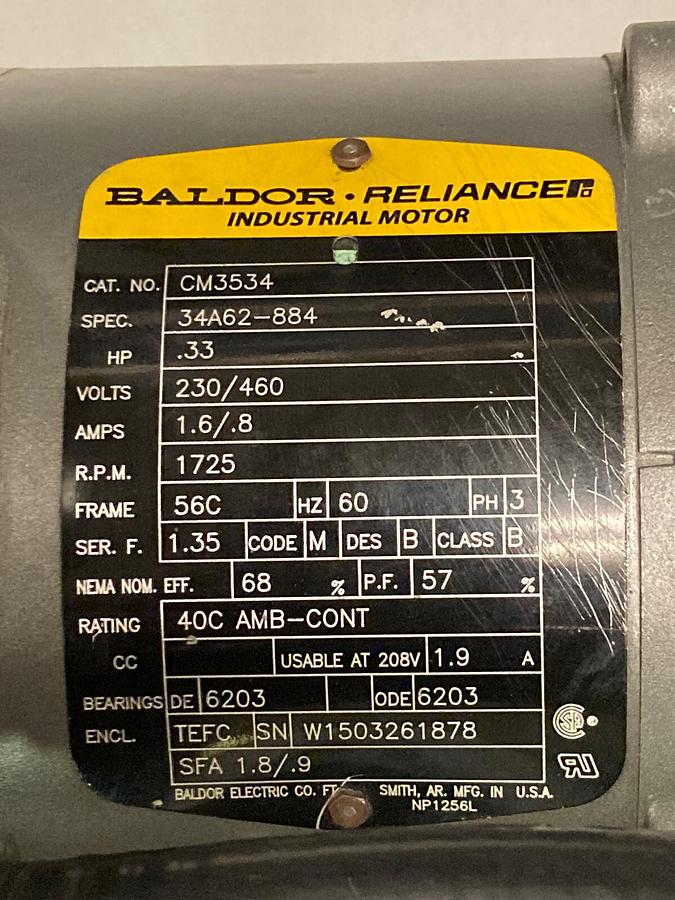 BALDOR · RELIANCE
INDUSTRIAL MOTOR
CAT. NO. CM3534
SPEC. 34A62-884
HP .33
VOLTS 230/460
AMPS 1.6/.8
R.P.M. 1725
FRAME 56C HZ 60 PH 3
SER. F. 1.35 CODE M DES B CLASS B
NEMA NOM. EFF. 68 % P.F. 57 %
RATING 40C AMB-CONT
CC USABLE AT 208V 1.9 A
BEARINGS DE 6203 ODE 6203
ENCL. TEFC SN W1503261878
SFA 1.8/.9
BALDOR ELECTRIC CO. FT SMITH, AR. MFG. IN U.S.A.
NP1256L